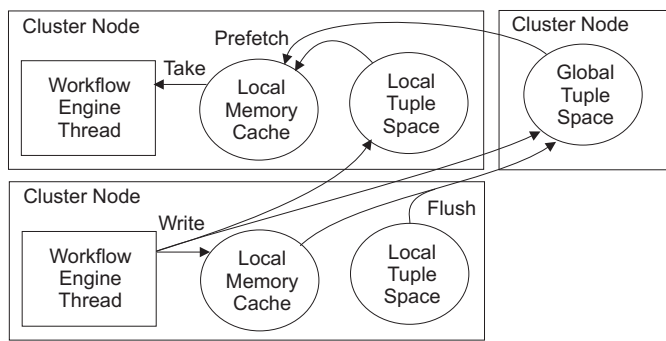 Cluster Node
Prefetch
Take
Workflow
Engine
Thread
Local
Memory
Cache
Local
Tuple
Space
Cluster Node
Global
Tuple
Space
Cluster Node
Write
Flush
Workflow
Engine
Thread
Local
Memory
Cache
Local
Tuple
Space